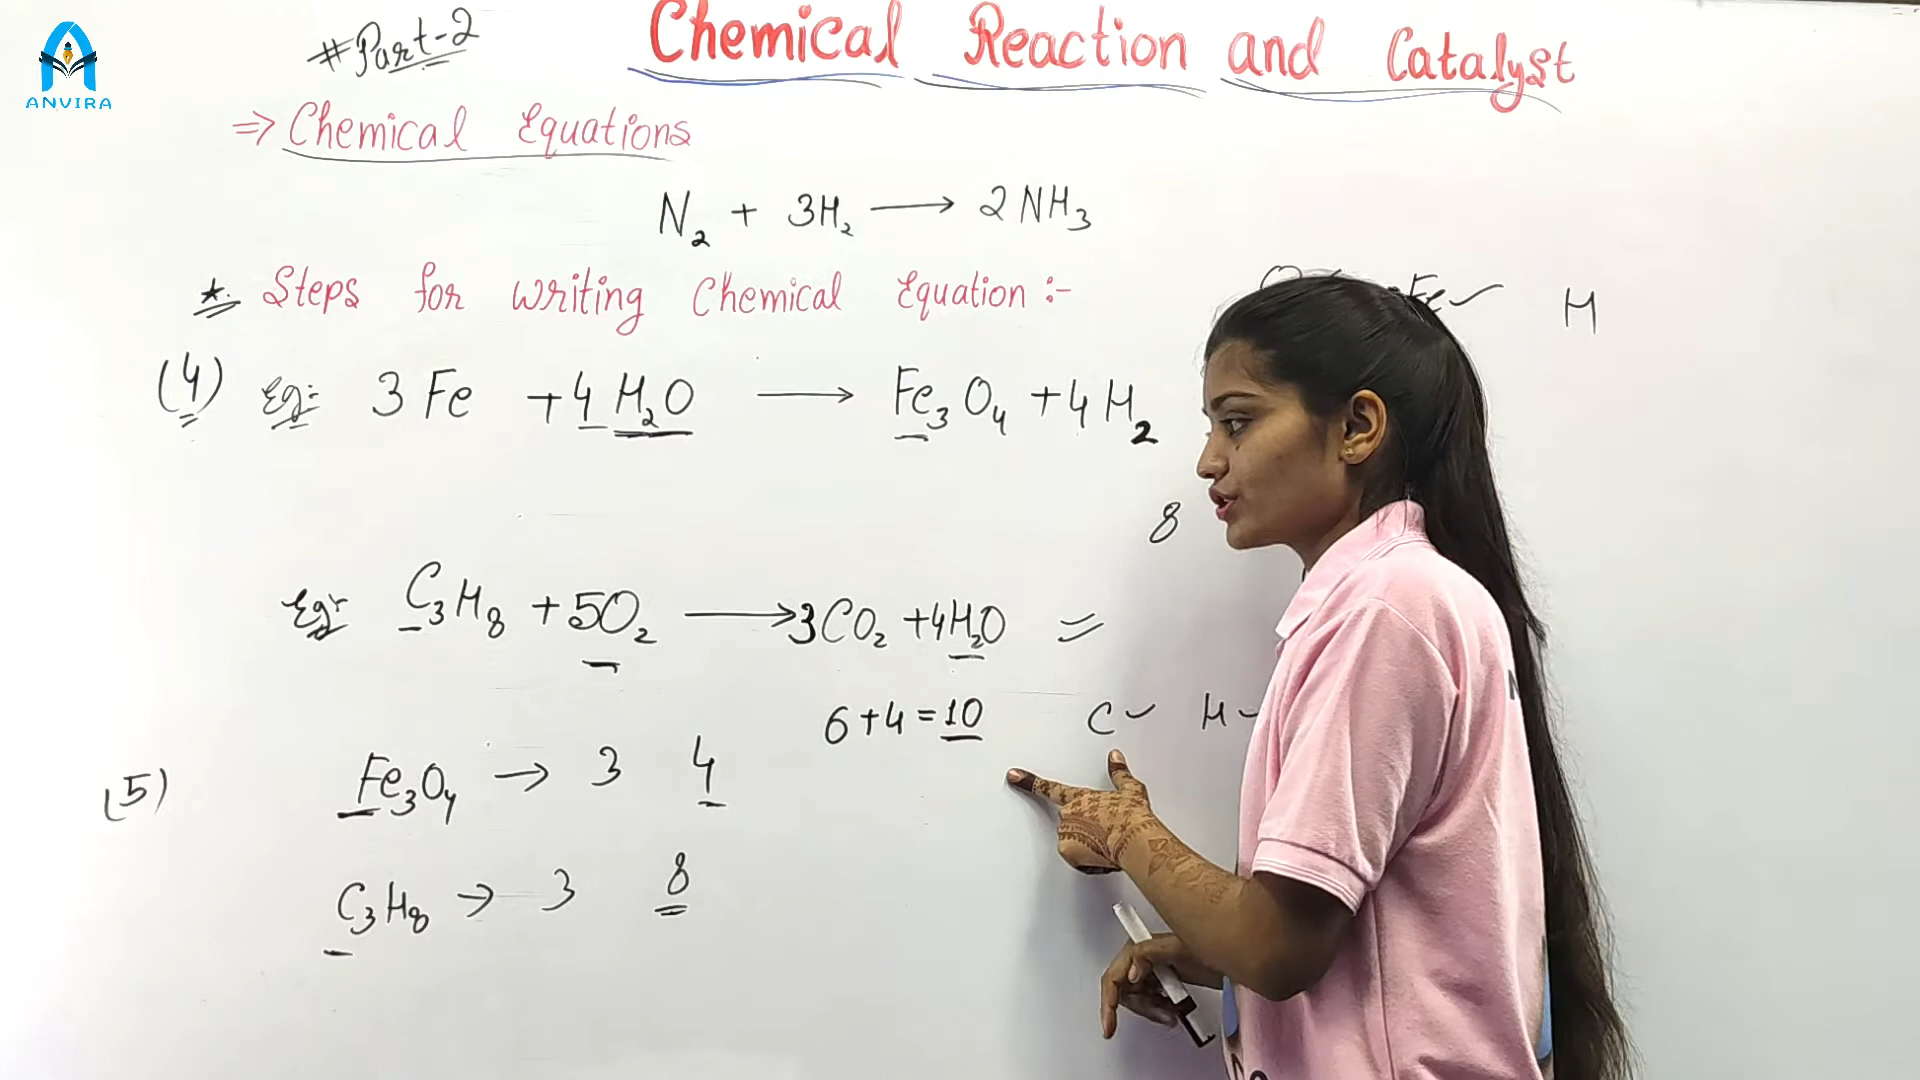 ANVIRA
#Part-2
Chemical Reaction and Catalyst
⇒ Chemical Equations
N₂ + 3H₂ ⟶ 2NH₃
* Steps for writing Chemical Equation :-
Fe✓ H
(4) Eg:- 3Fe + 4H₂O ⟶ Fe₃O₄ + 4H₂
8
Eg:- C₃H₈ + 5O₂ ⟶ 3CO₂ + 4H₂O
6+4=10 C✓ H✓
(5) Fe₃O₄ → 3 4
C₃H₈ → 3 8